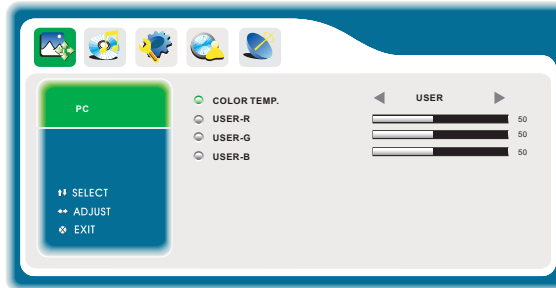 PC
COLOR TEMP. USER
USER-R 50
USER-G 50
USER-B 50
SELECT
ADJUST
EXIT